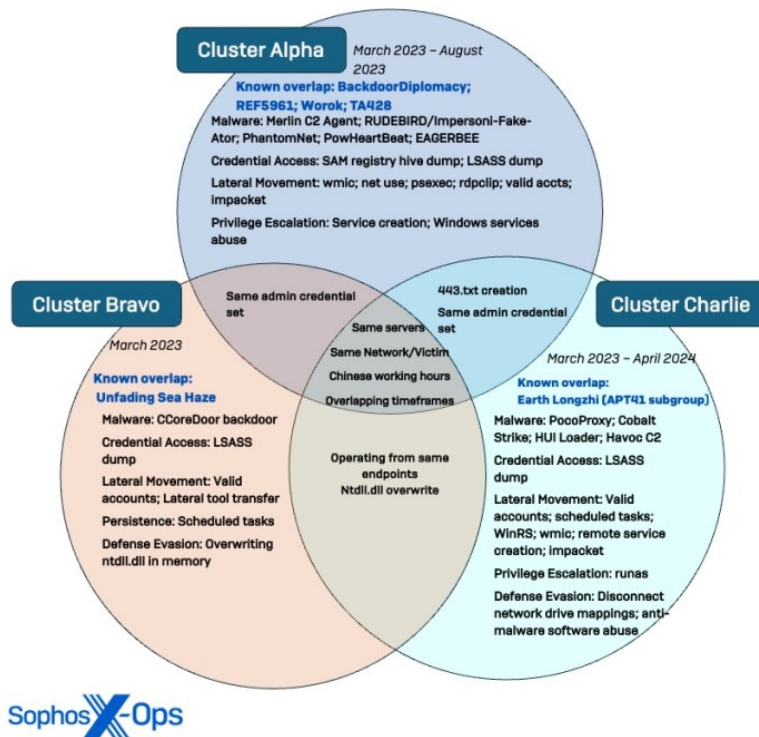 Cluster Alpha
March 2023 – August
2023
Known overlap: BackdoorDiplomacy;
REF5961; Worok; TA428
Malware: Merlin C2 Agent; RUDEBIRD/Impersoni-Fake-
Ator; PhantomNet; PowHeartBeat; EAGERBEE
Credential Access: SAM registry hive dump; LSASS dump
Lateral Movement: wmic; net use; psexec; rdpclip; valid accts;
impacket
Privilege Escalation: Service creation; Windows services
abuse
Cluster Bravo
March 2023
Known overlap:
Unfading Sea Haze
Malware: CCoreDoor backdoor
Credential Access: LSASS
dump
Lateral Movement: Valid
accounts; Lateral tool transfer
Persistence: Scheduled tasks
Defense Evasion: Overwriting
ntdll.dll in memory
Same admin credential
set
443.txt creation
Same admin credential
set
Same servers
Same Network/Victim
Chinese working hours
Overlapping timeframes
Operating from same
endpoints
Ntdll.dll overwrite
Cluster Charlie
March 2023 – April 2024
Known overlap:
Earth Longzhi (APT41 subgroup)
Malware: PocoProxy; Cobalt
Strike; HUI Loader; Havoc C2
Credential Access: LSASS
dump
Lateral Movement: Valid
accounts; scheduled tasks;
WinRS; wmic; remote service
creation; impacket
Privilege Escalation: runas
Defense Evasion: Disconnect
network drive mappings; anti-
malware software abuse
Sophos X-Ops